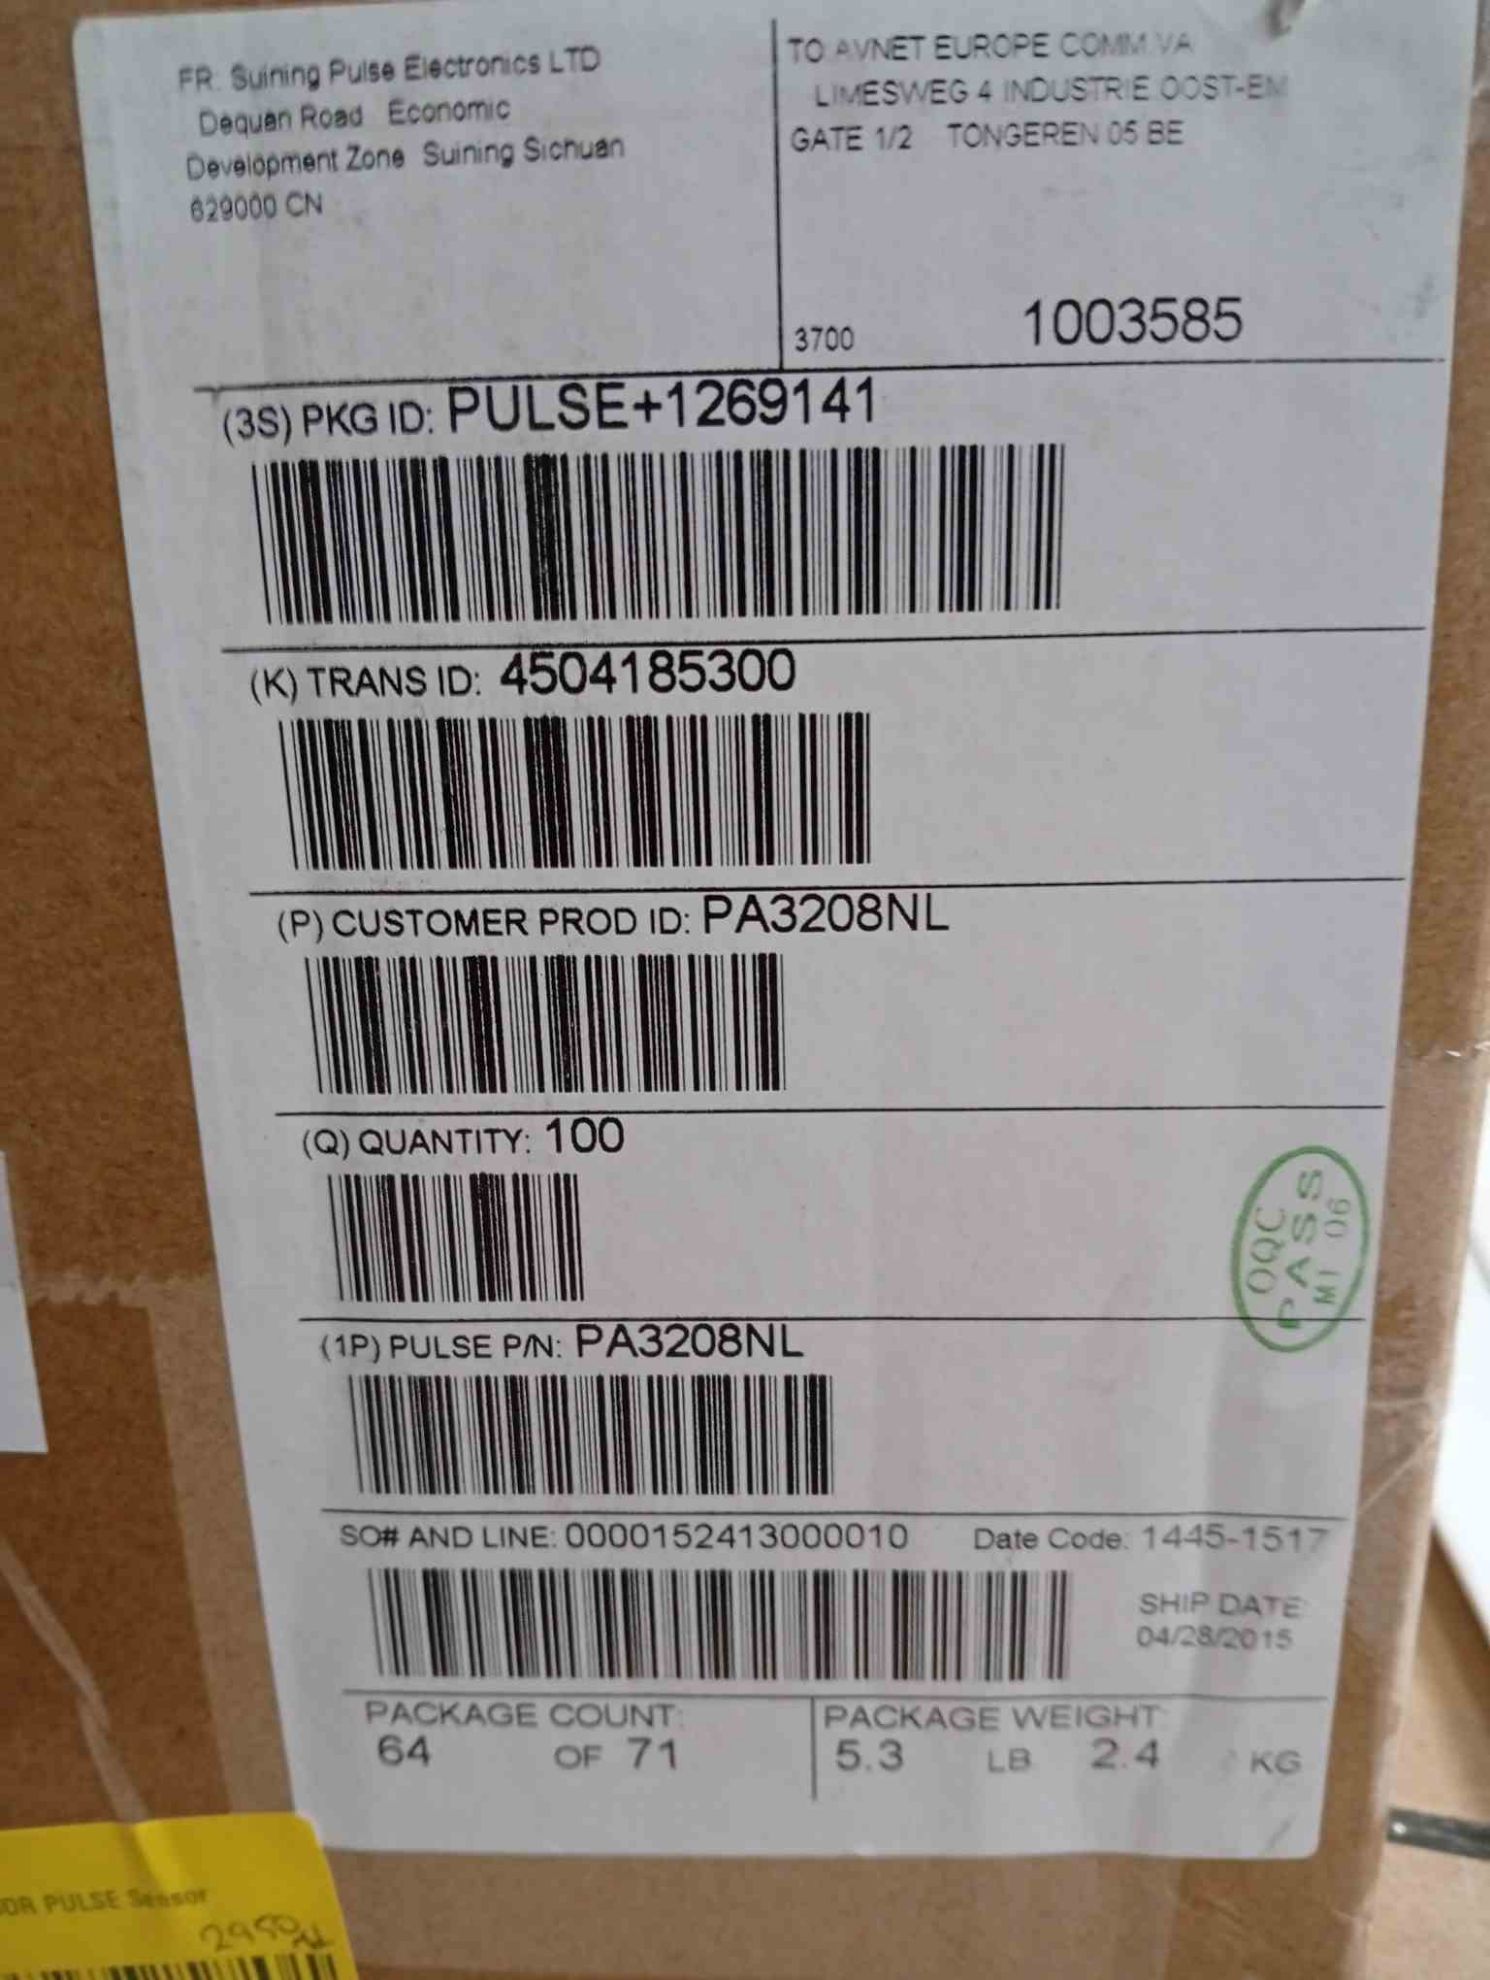 FR. Suining Pulse Electronics LTD
Dequan Road Economic
Development Zone Suining Sichuan
629000 CN
TO AVNET EUROPE COMM.VA
LIMESWEG 4 INDUSTRIE OOST-EM
GATE 1/2 TONGEREN 05 BE
3700 1003585
(3S) PKG ID: PULSE+1269141
(K) TRANS ID: 4504185300
(P) CUSTOMER PROD ID: PA3208NL
(Q) QUANTITY: 100
OQC
PASS
MI 06
(1P) PULSE P/N: PA3208NL
SO# AND LINE: 0000152413000010 Date Code: 1445-1517
SHIP DATE:
04/28/2015
PACKAGE COUNT:
64 OF 71
PACKAGE WEIGHT:
5.3 LB 2.4 KG
PULSE Sensor